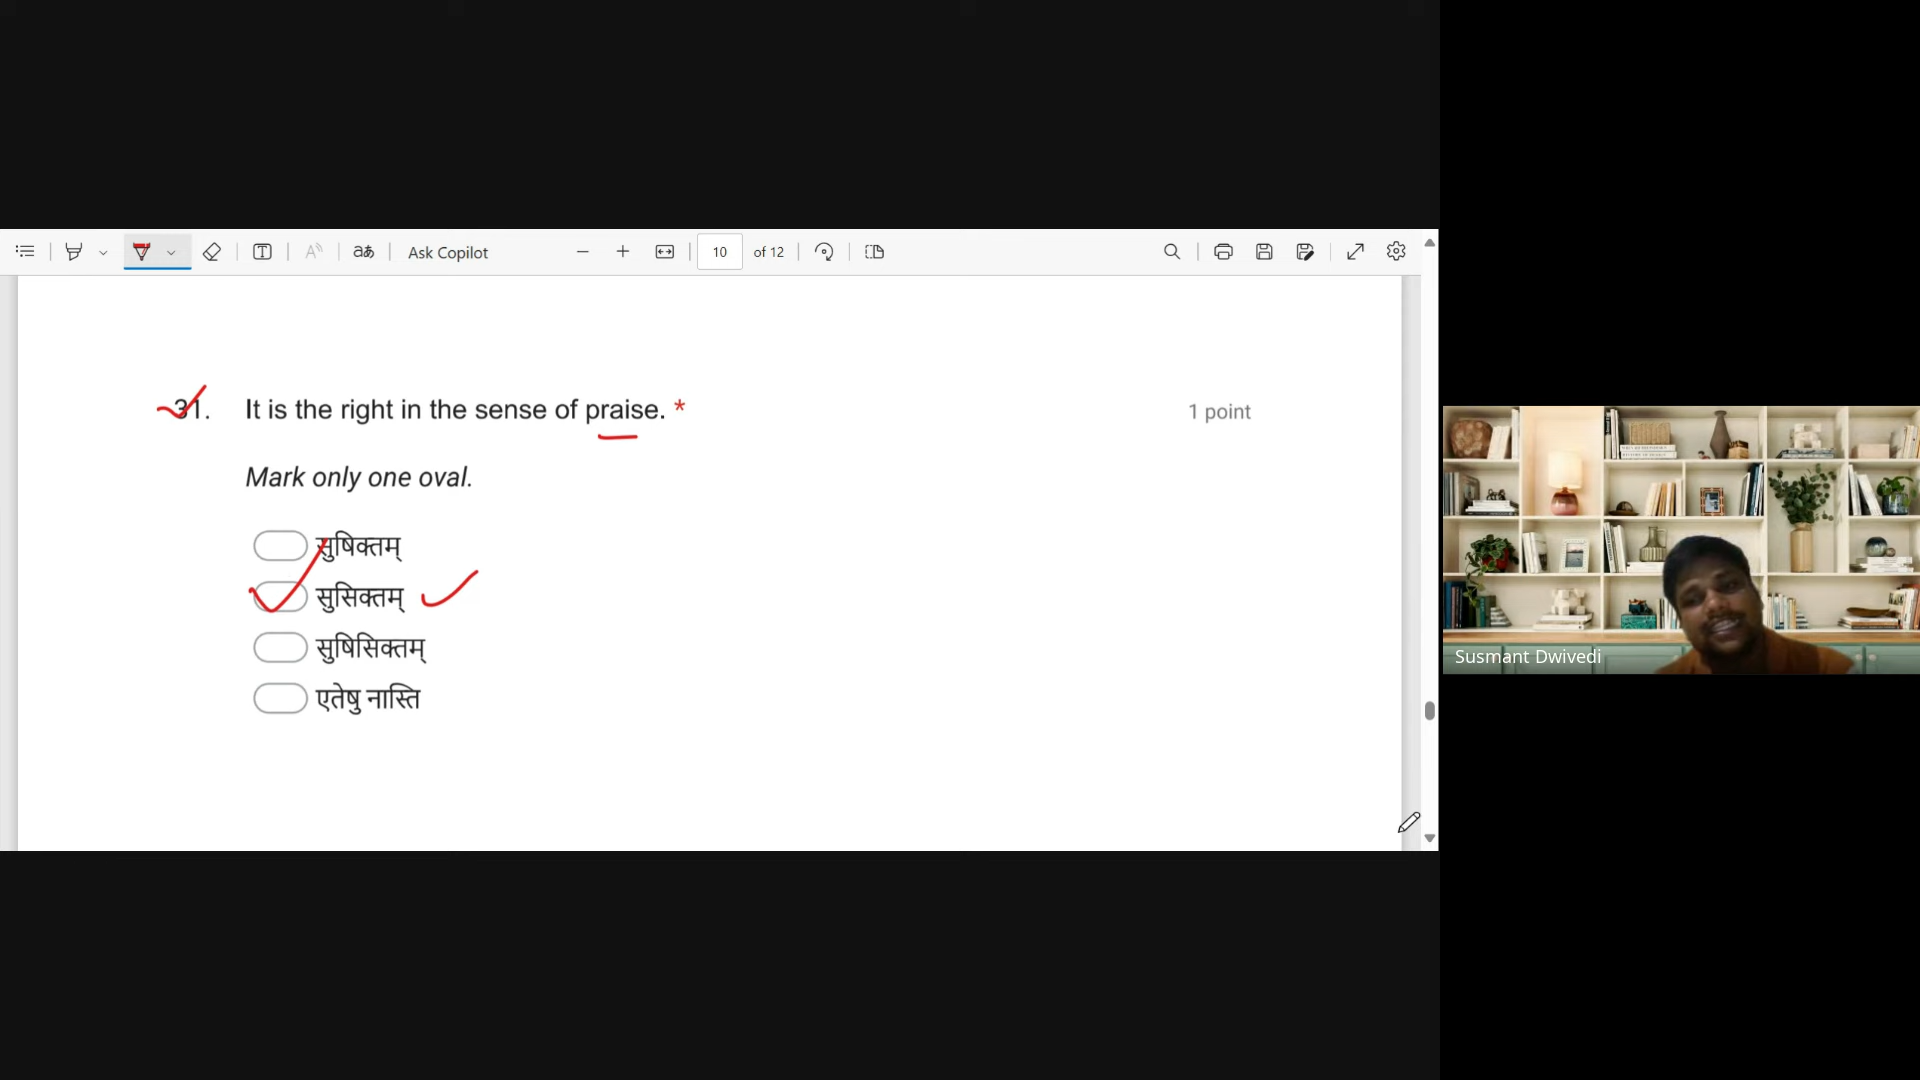 Ask Copilot
10 of 12
31. It is the right in the sense of praise. *
1 point
Mark only one oval.
सुषिक्तम्
सुसिक्तम्
सुषिसिक्तम्
एतेषु नास्ति
Susmant Dwivedi